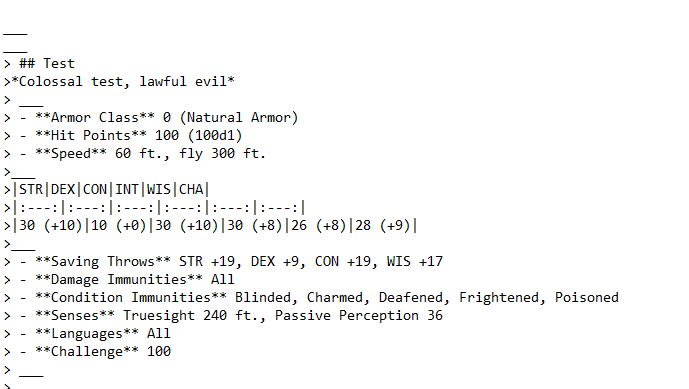 ___
___
> ## Test
>*Colossal test, lawful evil*
> ___
> - **Armor Class** 0 (Natural Armor)
> - **Hit Points** 100 (100d1)
> - **Speed** 60 ft., fly 300 ft.
>___
>|STR|DEX|CON|INT|WIS|CHA|
>|:---:|:---:|:---:|:---:|:---:|:---:|
>|30 (+10)|10 (+0)|30 (+10)|30 (+8)|26 (+8)|28 (+9)|
>___
> - **Saving Throws** STR +19, DEX +9, CON +19, WIS +17
> - **Damage Immunities** All
> - **Condition Immunities** Blinded, Charmed, Deafened, Frightened, Poisoned
> - **Senses** Truesight 240 ft., Passive Perception 36
> - **Languages** All
> - **Challenge** 100
> ___
>